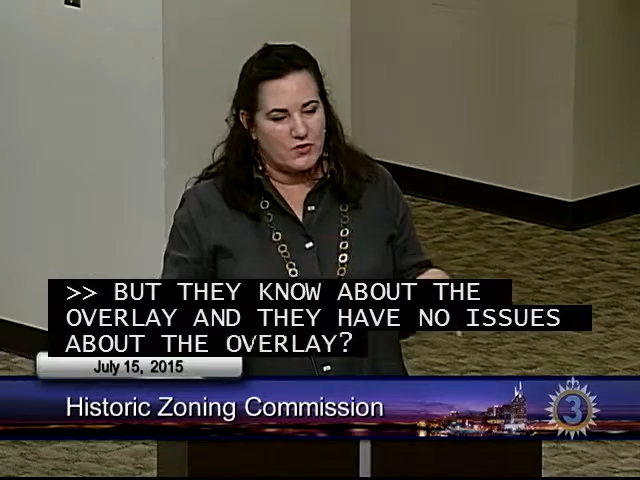 >> BUT THEY KNOW ABOUT THE
OVERLAY AND THEY HAVE NO ISSUES
ABOUT THE OVERLAY?
July 15, 2015
Historic Zoning Commission
3